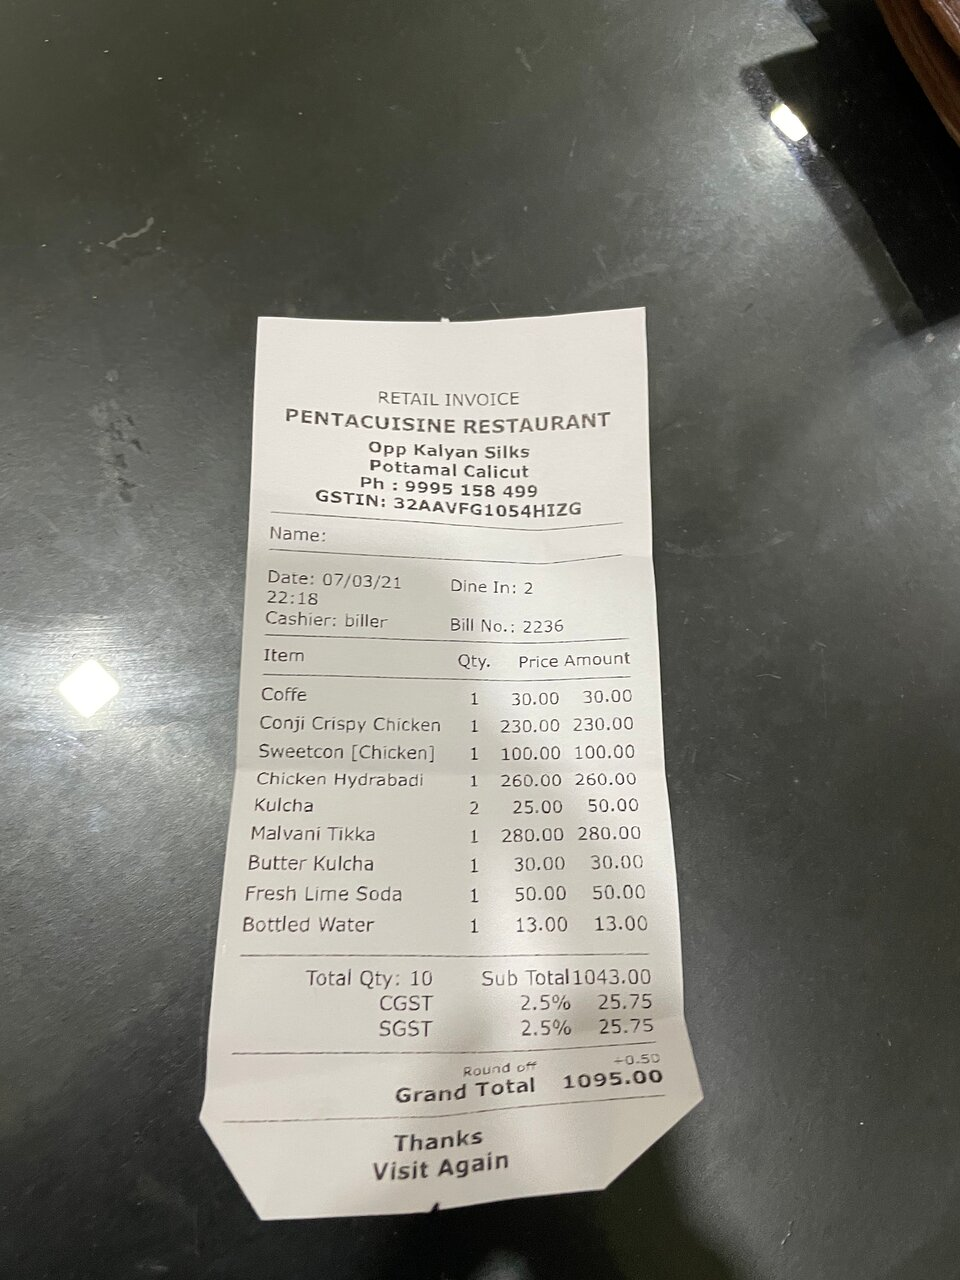 RETAIL INVOICE
PENTACUISINE RESTAURANT
Opp Kalyan Silks
Pottamal Calicut
Ph : 9995 158 499
GSTIN: 32AAVFG1054HIZG
Name:
Date: 07/03/21 Dine In: 2
22:18
Cashier: biller Bill No.: 2236
Item Qty. Price Amount
Coffe 1 30.00 30.00
Conji Crispy Chicken 1 230.00 230.00
Sweetcon [Chicken] 1 100.00 100.00
Chicken Hydrabadi 1 260.00 260.00
Kulcha 2 25.00 50.00
Malvani Tikka 1 280.00 280.00
Butter Kulcha 1 30.00 30.00
Fresh Lime Soda 1 50.00 50.00
Bottled Water 1 13.00 13.00
Total Qty: 10 Sub Total 1043.00
CGST 2.5% 25.75
SGST 2.5% 25.75
Round off +0.50
Grand Total 1095.00
Thanks
Visit Again